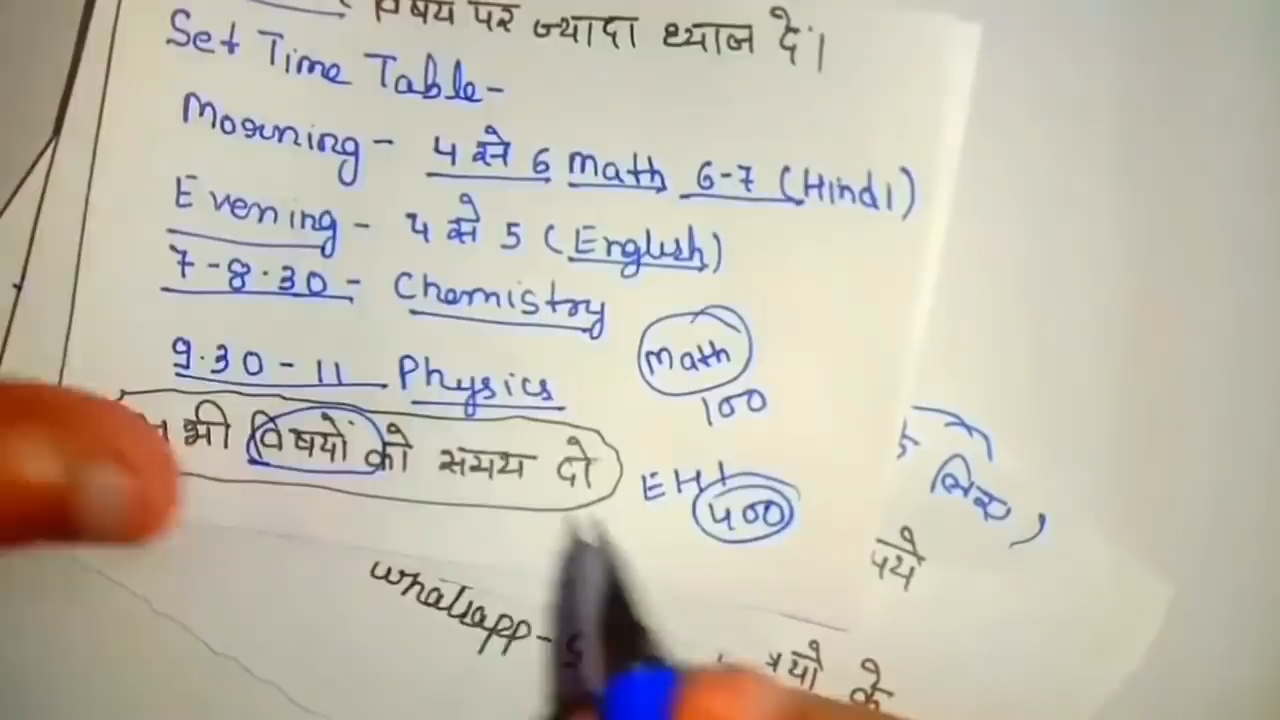 विषय पर ज्यादा ध्यान दें।
Set Time Table-
Morning - 4 से 6 Math 6-7 (Hindi)
Evening - 4 से 5 (English)
7-8.30 - Chemistry
9.30 - 11 Physics
Math
100
भी विषयों को समय दो
EHI
400
लिए,
whatsapp-
के